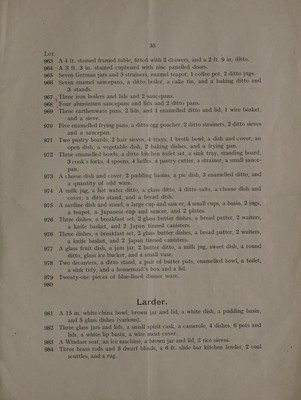 38
Lot.
963 A 4 ft. stained framed table, fitted with 2 drawers, and a 2 ft. 9 in. ditto
964 A 3 ft. 3 in. stained cupboard with zinc panelled doors.
965 Seven German jars and 3 strainers, enamel teapot, 1 coffee pot, 2 ditto jugs.
966 Seven enamel saucepans, a ditto boiler, a cake tin, and a baking ditto and
3 stands.
967 Three iron boilers and lids and 2 saucepans.
968 Four aluminium saucepans and lids and 2 ditto pans.
969 Three earthenware pans, 2 lids, and 1 enamelled ditto and lid, 1 wire basket,
and a sieve.
970 Five enamelled frying pans, a ditto egg poacher, 2 ditto strainers, 2 ditto sieves
and a saucepan.
971 Two pastry boards, 2 hair sieves, 4 trays, 1 broth bowl, a dish and cover, an
open dish, a vegetable dish, 2 baking dishes, and a frying pan.
972 Three enamelled bowls, a ditto kitchen toilet set, a sink tray, standing board,
3 cook's forks, 4 spoons, 4 ladles, a pastry cutter, a strainer, a small sauce-
pan.
973 A cheese dish and cover, 2 pudding basins, a pie dish, 3 enamelled ditto, and
a quantity of odd ware.
974 A milk jug, a hot water ditto, a glass ditto, 4 ditto salts, a cheese dish and
cover, a ditto stand, and a bread dish.
975 A sardine dish and stand, a large cup and saucer, 4 small cups, a basin, 2 jugs,
a teapot, a Japanese cup and saucer, and 2 plates.
976 Three dishes, a breakfast set, 2 glass butter dishes, a bread patter, 2 waiters,
a knife basket, and 2 Japan tinned canisters.
976 Three dishes, a breakfast set, 2 glass butter dishes, a bread patter, 2 waiters,
a knife basket, and 2 Japan tinned canisters.
977 A glass fruit dish, a jam jar, 2 butter ditto, a milk jug, sweet dish, a round
ditto, glass ice bucket, and a small vase.
978 Two decanters, a ditto stand, a pair of butter pats, enamelled bowl, a toilet,
a sink tidy, and a housemaid's box and a lid.
979 Twenty-one pieces of blue-lined dinner ware.
980
Larder.
981 A 15 in. white china bowl, brown jar and lid, a white dish, a pudding basin,
and 8 glass dishes (various).
982 Three glass jars and lids, a small spirit cask, a casserole, 4 dishes, 6 pots and
lids, a white lip basin, a wire meat cover.
983 A Windsor seat, an ice machine, a brown jar and lid, 2 rice sieves.
984 Three brass rods and 3 dwarf blinds, a 6 ft. slide bar kitchen fender, 2 coal
scuttles, and a rug.